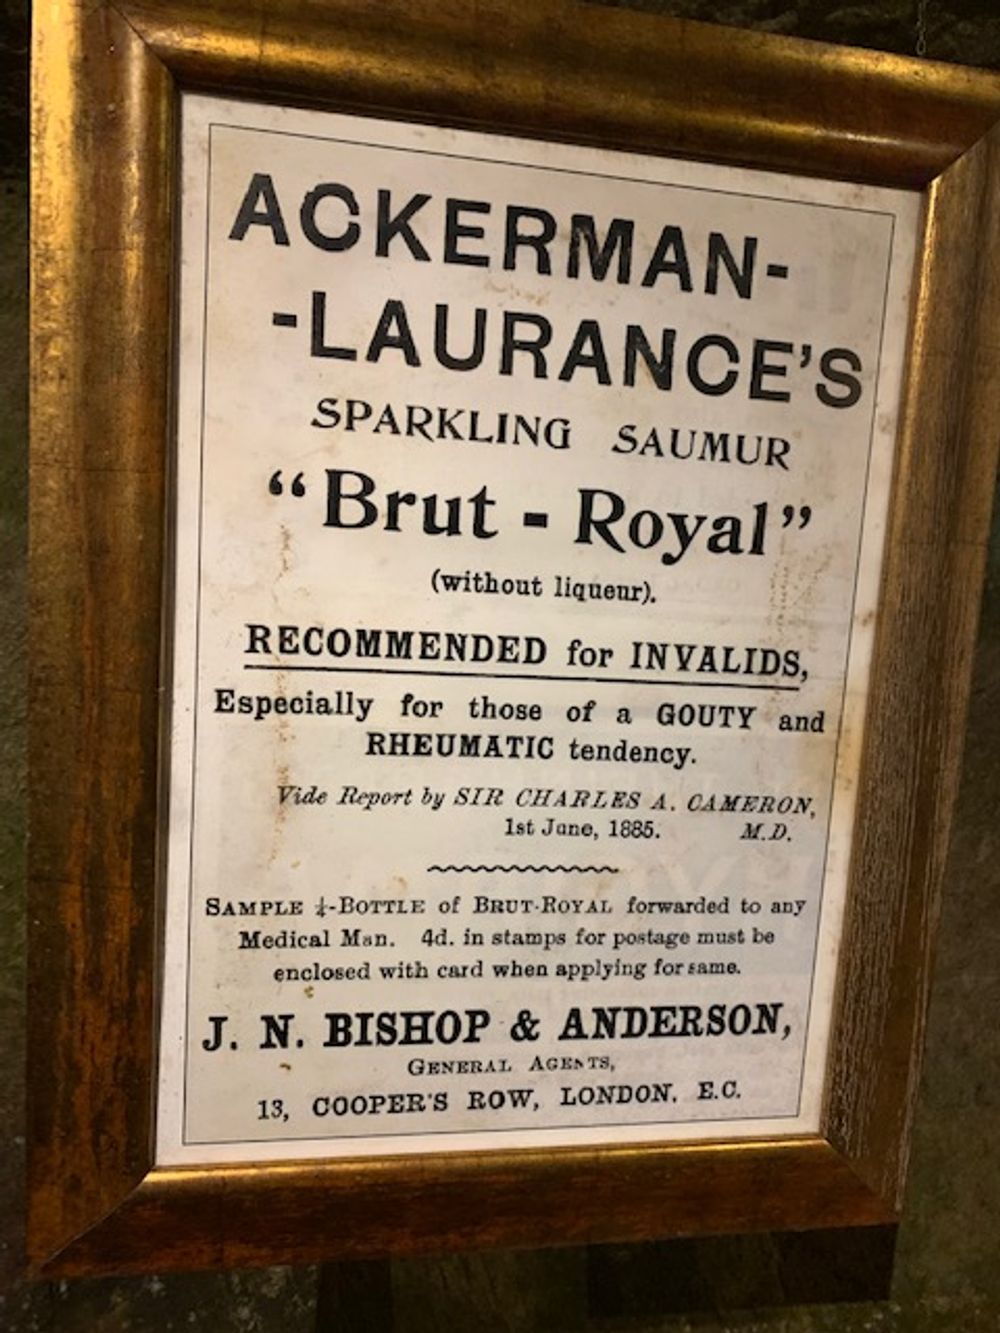 ACKERMAN-
-LAURANCE'S
SPARKLING SAUMUR
"Brut - Royal"
(without liqueur).
RECOMMENDED for INVALIDS,
Especially for those of a GOUTY and
RHEUMATIC tendency.
Vide Report by SIR CHARLES A. CAMERON,
1st June, 1885. M.D.
SAMPLE ¼-BOTTLE of BRUT-ROYAL forwarded to any
Medical Man. 4d. in stamps for postage must be
enclosed with card when applying for same.
J. N. BISHOP & ANDERSON,
GENERAL AGENTS,
13, COOPER'S ROW, LONDON, E.C.